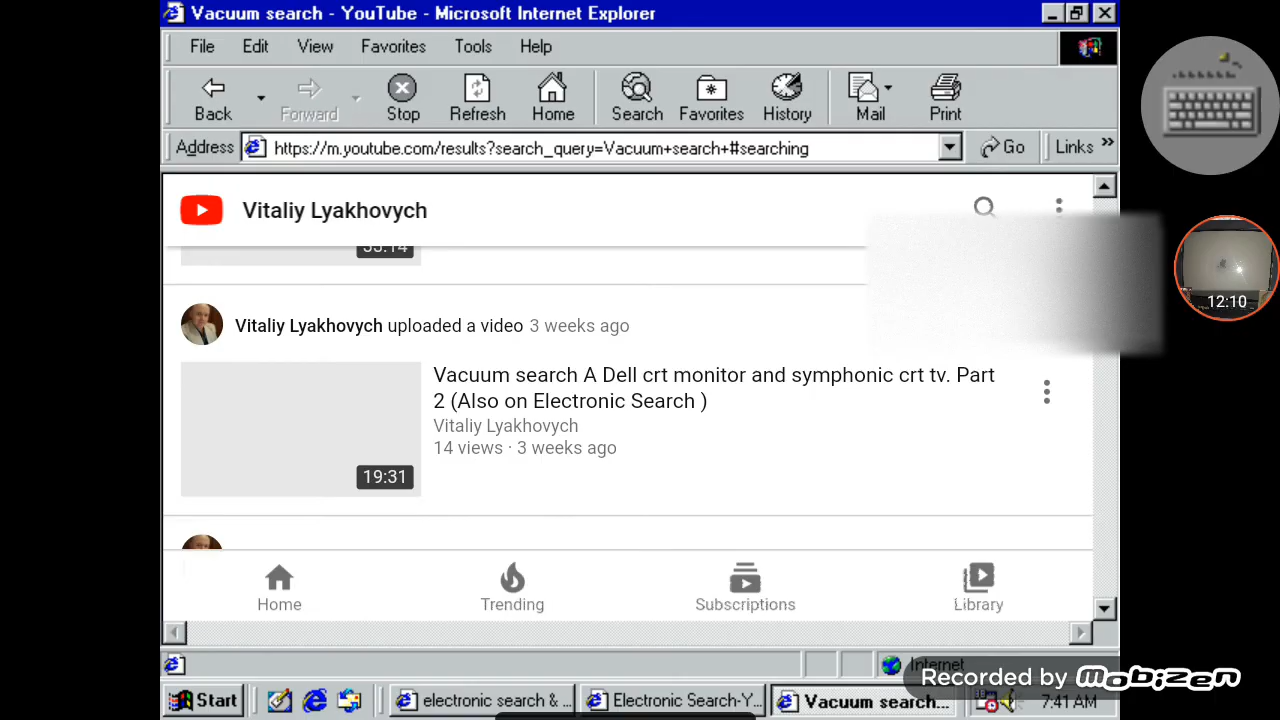 Vacuum search - YouTube - Microsoft Internet Explorer
File Edit View Favorites Tools Help
Back Forward Stop Refresh Home Search Favorites History Mail Print
Address https://m.youtube.com/results?search_query=Vacuum+search+#searching Go Links »
Vitaliy Lyakhovych
33:14
Vitaliy Lyakhovych uploaded a video 3 weeks ago
Vacuum search A Dell crt monitor and symphonic crt tv. Part
2 (Also on Electronic Search )
Vitaliy Lyakhovych
14 views · 3 weeks ago
19:31
12:10
Home Trending Subscriptions Library
Internet
Recorded by mobizen
Start electronic search & ... Electronic Search-Y... Vacuum search... 7:41 AM